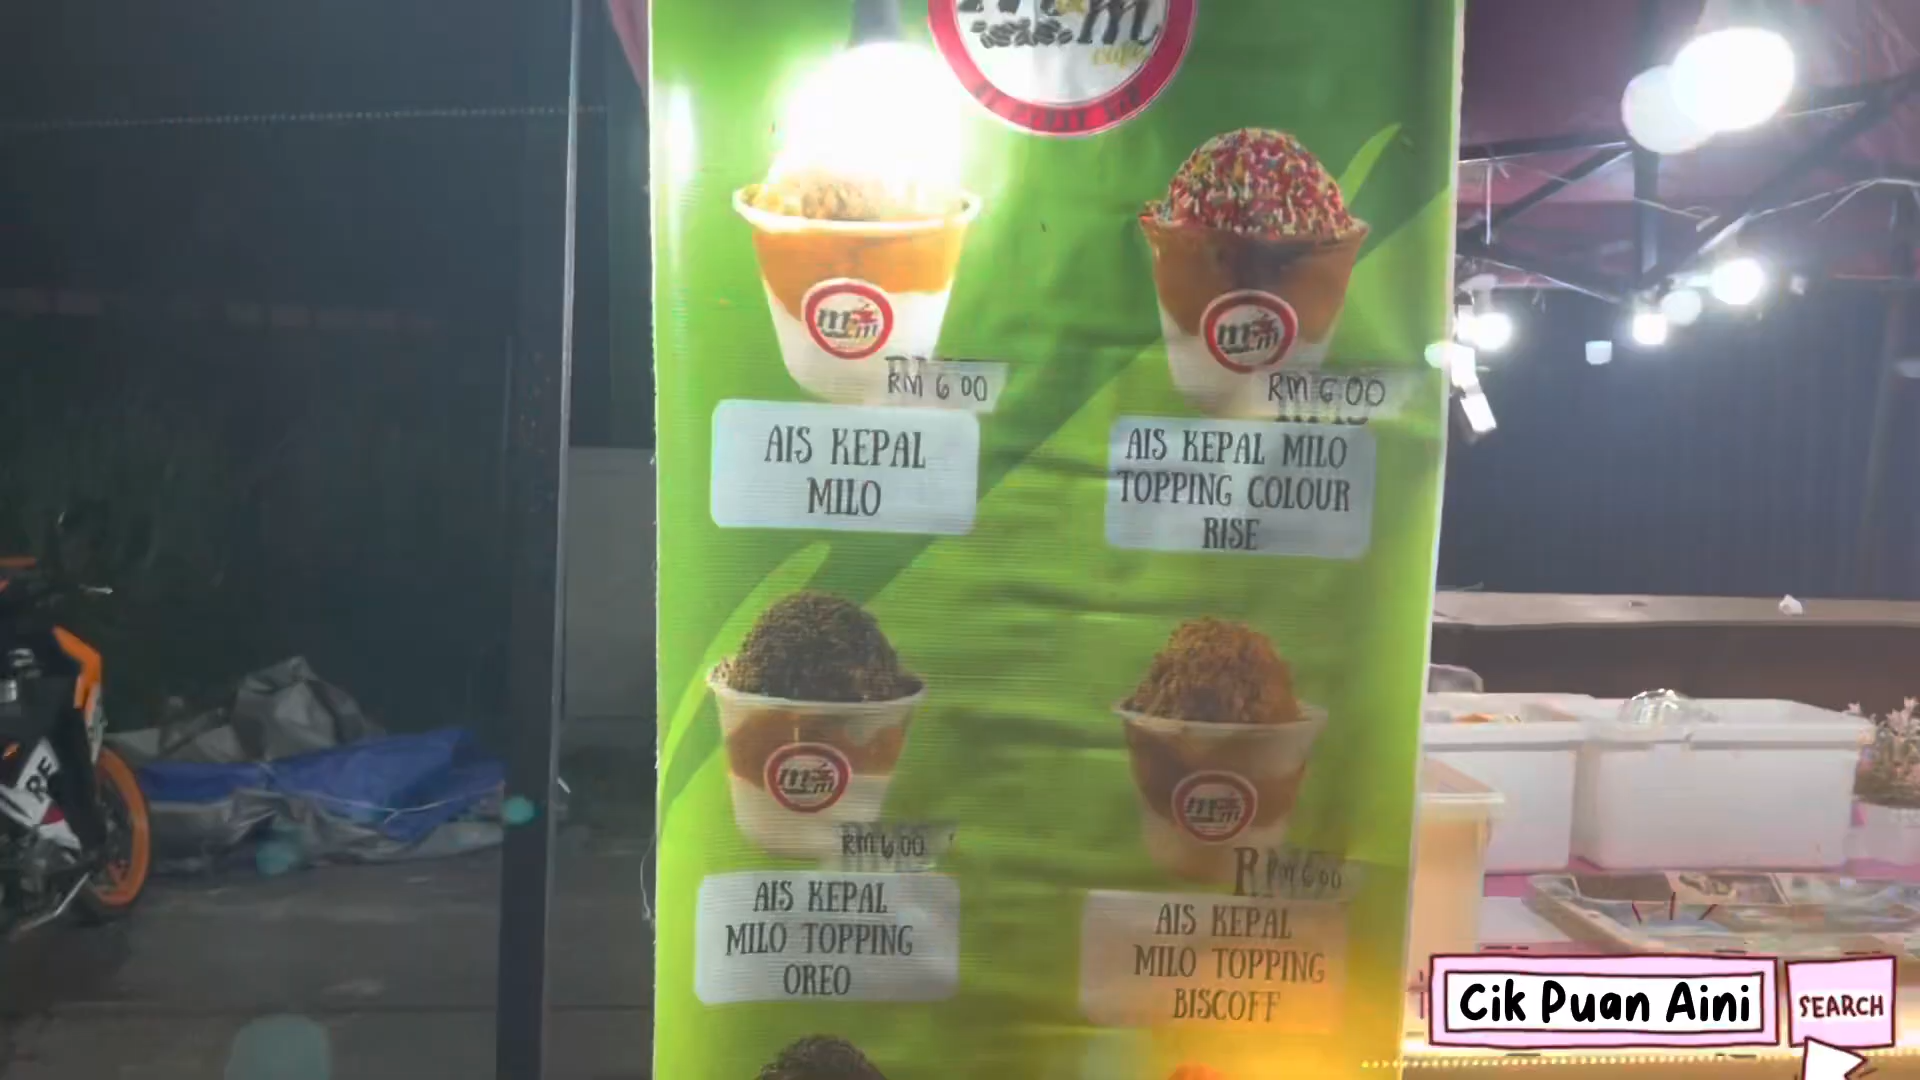 m&m
café
m&m
RM 6 00
AIS KEPAL
MILO
m&m
RM 6 00
AIS KEPAL MILO
TOPPING COLOUR
RISE
m&m
RM 6 00
AIS KEPAL
MILO TOPPING
OREO
m&m
RM 6 00
AIS KEPAL
MILO TOPPING
BISCOFF
Cik Puan Aini
SEARCH